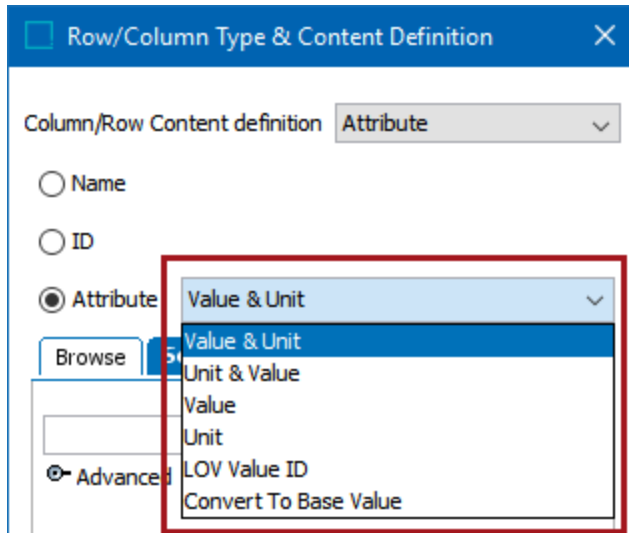 Row/Column Type & Content Definition
Column/Row Content definition Attribute
Name
ID
Attribute Value & Unit
Value & Unit
Browse
Unit & Value
Value
Unit
Advanced LOV Value ID
Convert To Base Value